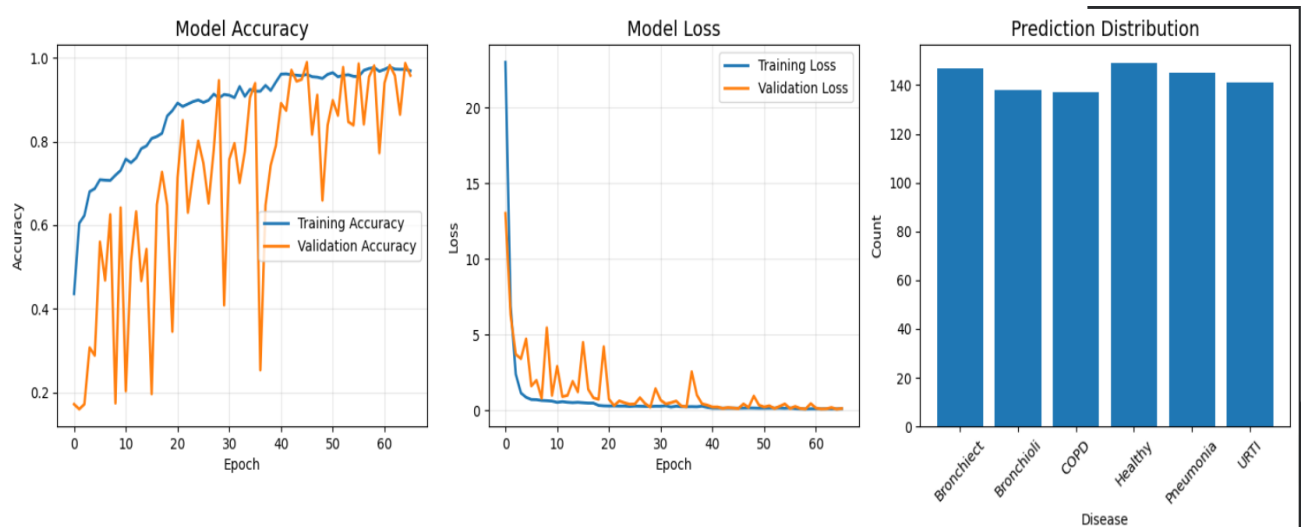 Model Accuracy
1.0
0.8
0.6
0.4
0.2
Accuracy
Training Accuracy
Validation Accuracy
0 10 20 30 40 50 60
Epoch
Model Loss
20
15
10
5
0
Loss
Training Loss
Validation Loss
0 10 20 30 40 50 60
Epoch
Prediction Distribution
140
120
100
80
60
40
20
0
Count
Bronchiect
Bronchioli
COPD
Healthy
Pneumonia
URTI
Disease